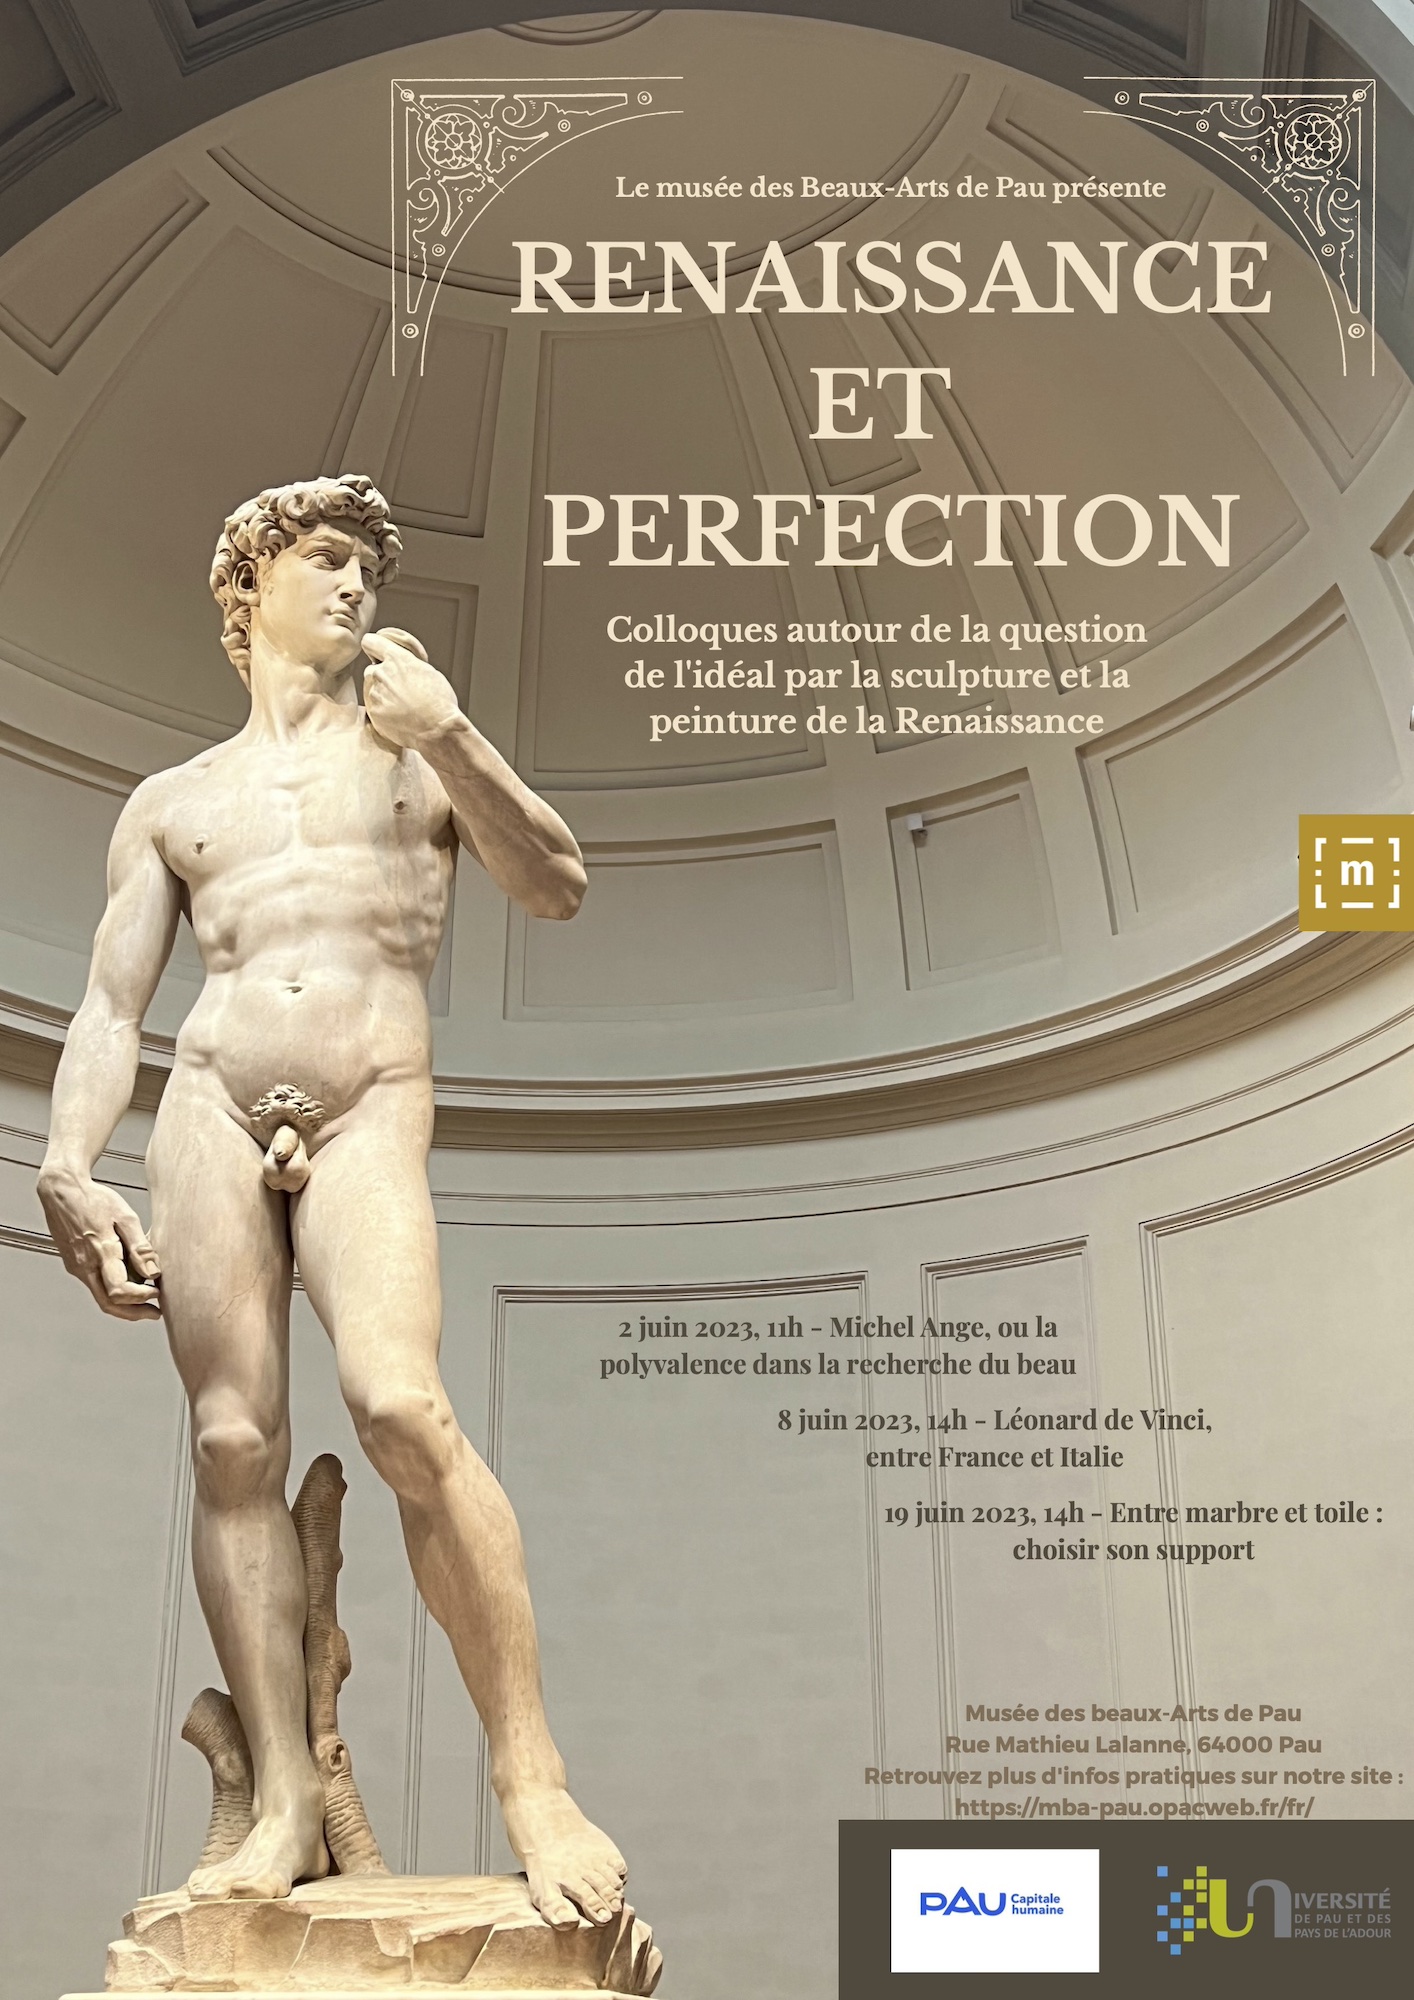 Le musée des Beaux-Arts de Pau présente
RENAISSANCE
ET
PERFECTION
Colloques autour de la question
de l'idéal par la sculpture et la
peinture de la Renaissance
m
2 juin 2023, 11h - Michel Ange, ou la
polyvalence dans la recherche du beau
8 juin 2023, 14h - Léonard de Vinci,
entre France et Italie
19 juin 2023, 14h - Entre marbre et toile :
choisir son support
Musée des beaux-Arts de Pau
Rue Mathieu Lalanne, 64000 Pau
Retrouvez plus d'infos pratiques sur notre site :
https://mba-pau.opacweb.fr/fr/
PAU Capitale
humaine
UNIVERSITÉ
DE PAU ET DES
PAYS DE L'ADOUR